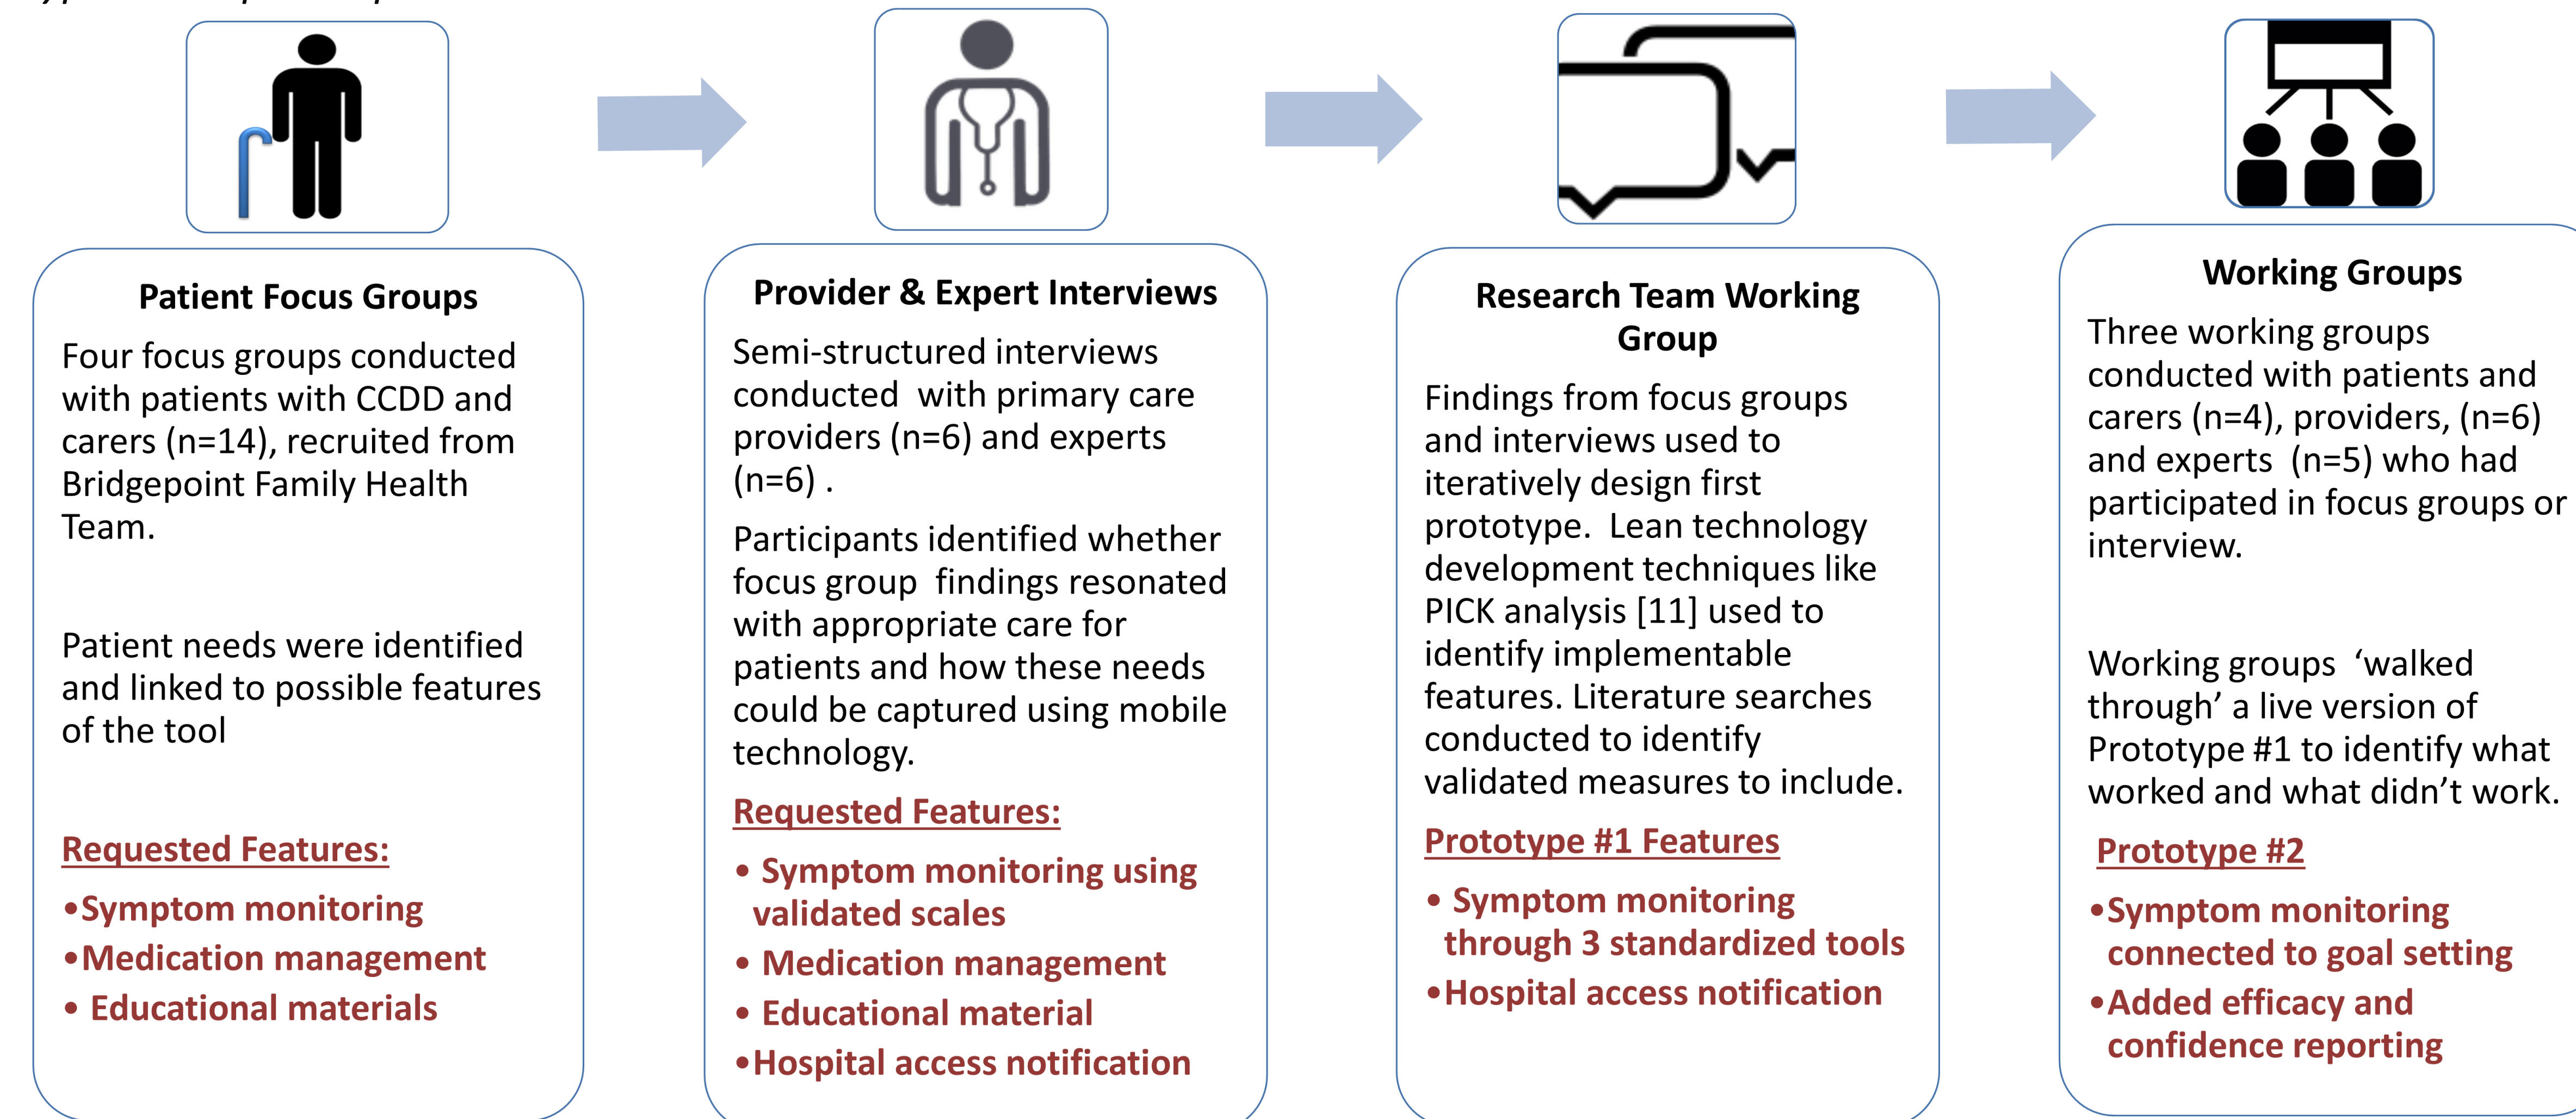 Patient Focus Groups
Four focus groups conducted
with patients with CCDD and
carers (n=14), recruited from
Bridgepoint Family Health
Team.
Patient needs were identified
and linked to possible features
of the tool
Requested Features:
•Symptom monitoring
•Medication management
• Educational materials
Provider & Expert Interviews
Semi-structured interviews
conducted  with primary care
providers (n=6) and experts
(n=6) .
Participants identified whether
focus group  findings resonated
with appropriate care for
patients and how these needs
could be captured using mobile
technology.
Requested Features:
• Symptom monitoring using
validated scales
• Medication management
• Educational material
•Hospital access notification
Research Team Working
Group
Findings from focus groups
and interviews used to
iteratively design first
prototype.  Lean technology
development techniques like
PICK analysis [11] used to
identify implementable
features. Literature searches
conducted to identify
validated measures to include.
Prototype #1 Features
• Symptom monitoring
through 3 standardized tools
•Hospital access notification
Working Groups
Three working groups
conducted with patients and
carers (n=4), providers, (n=6)
and experts  (n=5) who had
participated in focus groups or
interview.
Working groups  ‘walked
through’ a live version of
Prototype #1 to identify what
worked and what didn’t work.
Prototype #2
•Symptom monitoring
connected to goal setting
•Added efficacy and
confidence reporting